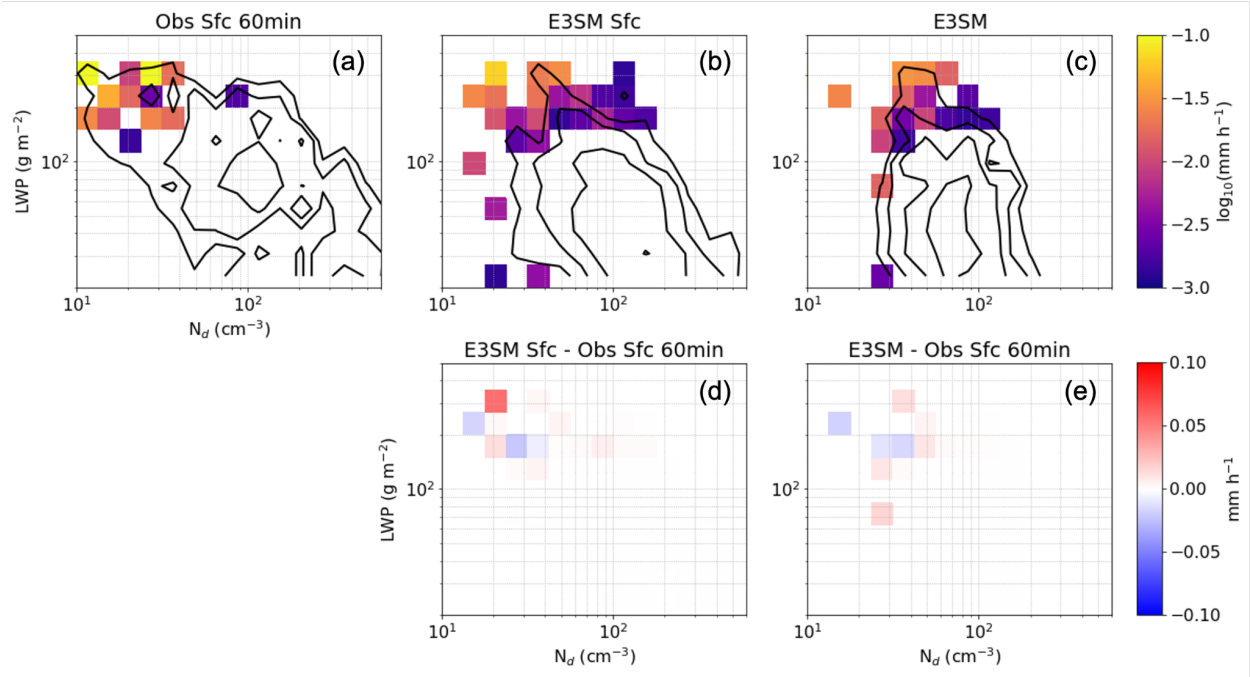 Obs Sfc 60min
E3SM Sfc
E3SM
(a)
(b)
(c)
LWP (g m⁻²)
10²
10²
10²
10¹
10²
10¹
10²
10¹
10²
N_d (cm⁻³)
−1.0
−1.5
−2.0
−2.5
−3.0
log₁₀(mm h⁻¹)
E3SM Sfc - Obs Sfc 60min
E3SM - Obs Sfc 60min
(d)
(e)
LWP (g m⁻²)
10²
10²
10¹
10²
10¹
10²
N_d (cm⁻³)
N_d (cm⁻³)
0.10
0.05
0.00
−0.05
−0.10
mm h⁻¹